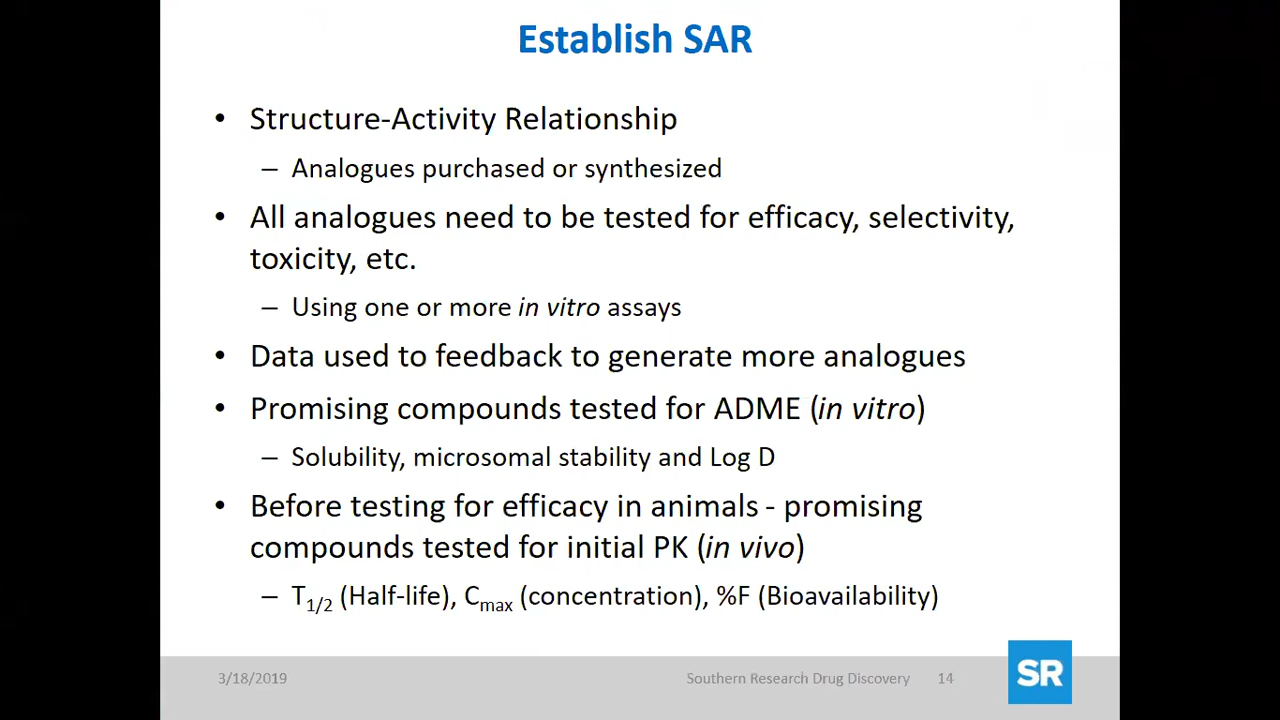 Establish SAR
• Structure-Activity Relationship
– Analogues purchased or synthesized
• All analogues need to be tested for efficacy, selectivity,
toxicity, etc.
– Using one or more in vitro assays
• Data used to feedback to generate more analogues
• Promising compounds tested for ADME (in vitro)
– Solubility, microsomal stability and Log D
• Before testing for efficacy in animals - promising
compounds tested for initial PK (in vivo)
– T1/2 (Half-life), Cmax (concentration), %F (Bioavailability)
3/18/2019 Southern Research Drug Discovery 14 SR